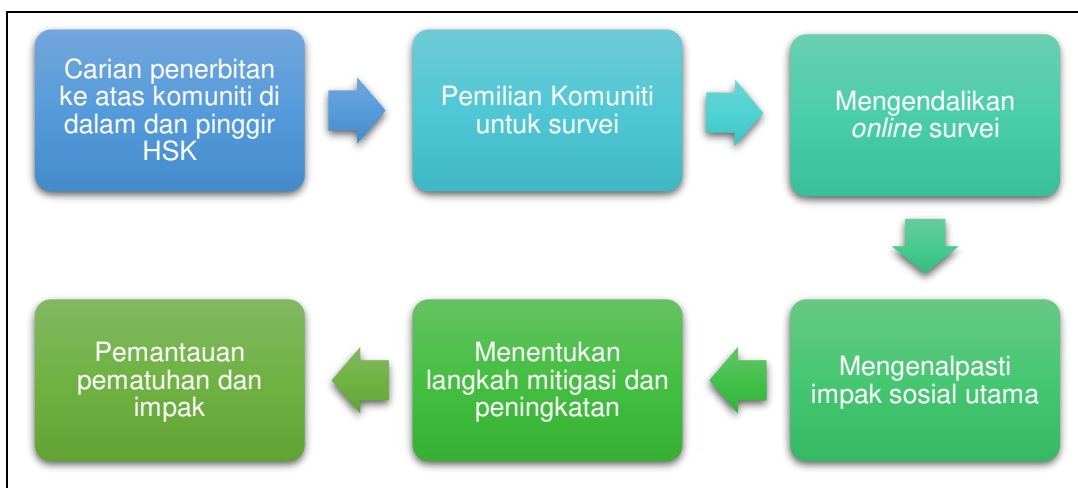 Carian penerbitan
ke atas komuniti di
dalam dan pinggir
HSK
Pemilian Komuniti
untuk survei
Mengendalikan
online survei
Mengenalpasti
impak sosial utama
Menentukan
langkah mitigasi dan
peningkatan
Pemantauan
pematuhan dan
impak